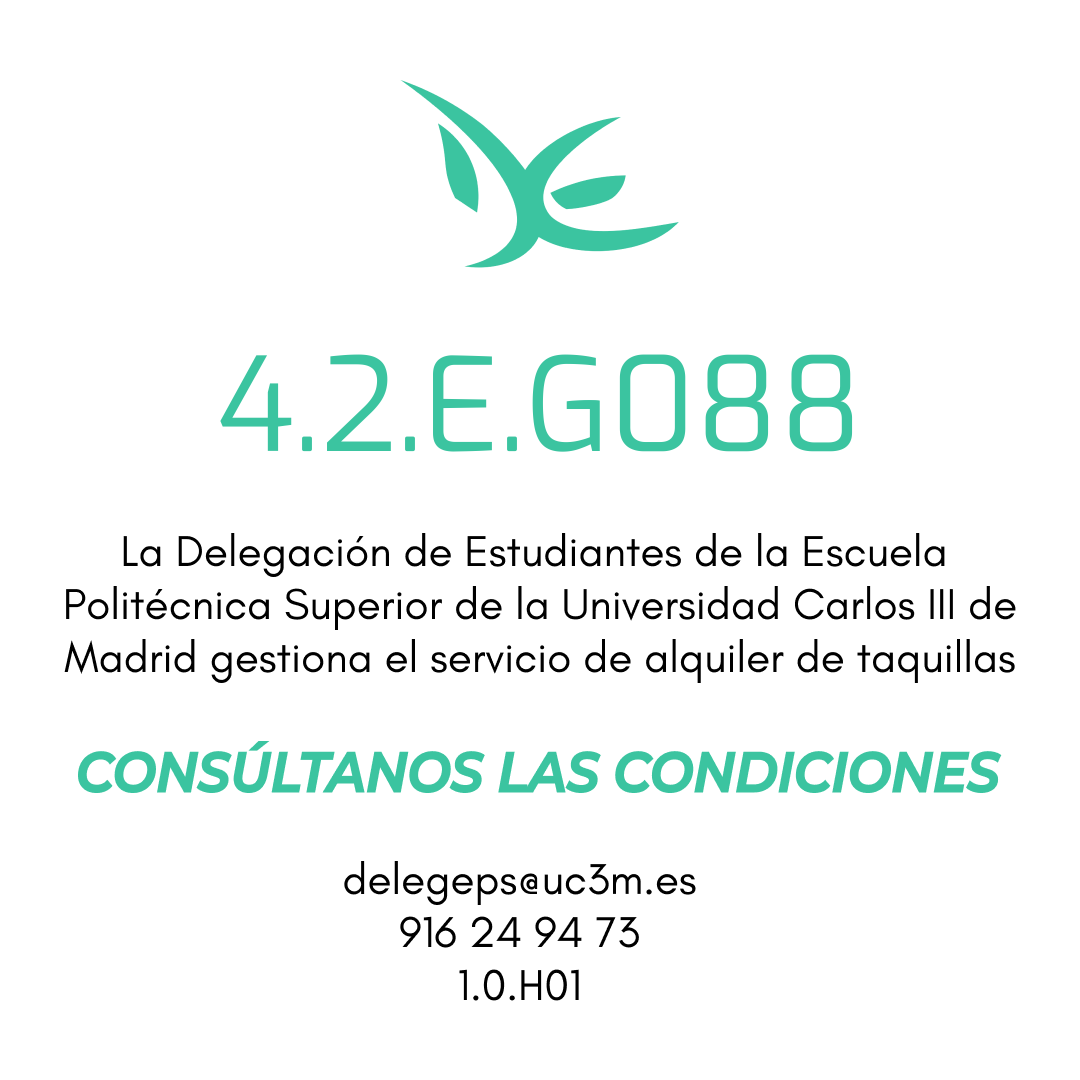 4.2.E.G088
La Delegación de Estudiantes de la Escuela
Politécnica Superior de la Universidad Carlos III de
Madrid gestiona el servicio de alquiler de taquillas
CONSÚLTANOS LAS CONDICIONES
delegeps@uc3m.es
916 24 94 73
1.0.H01